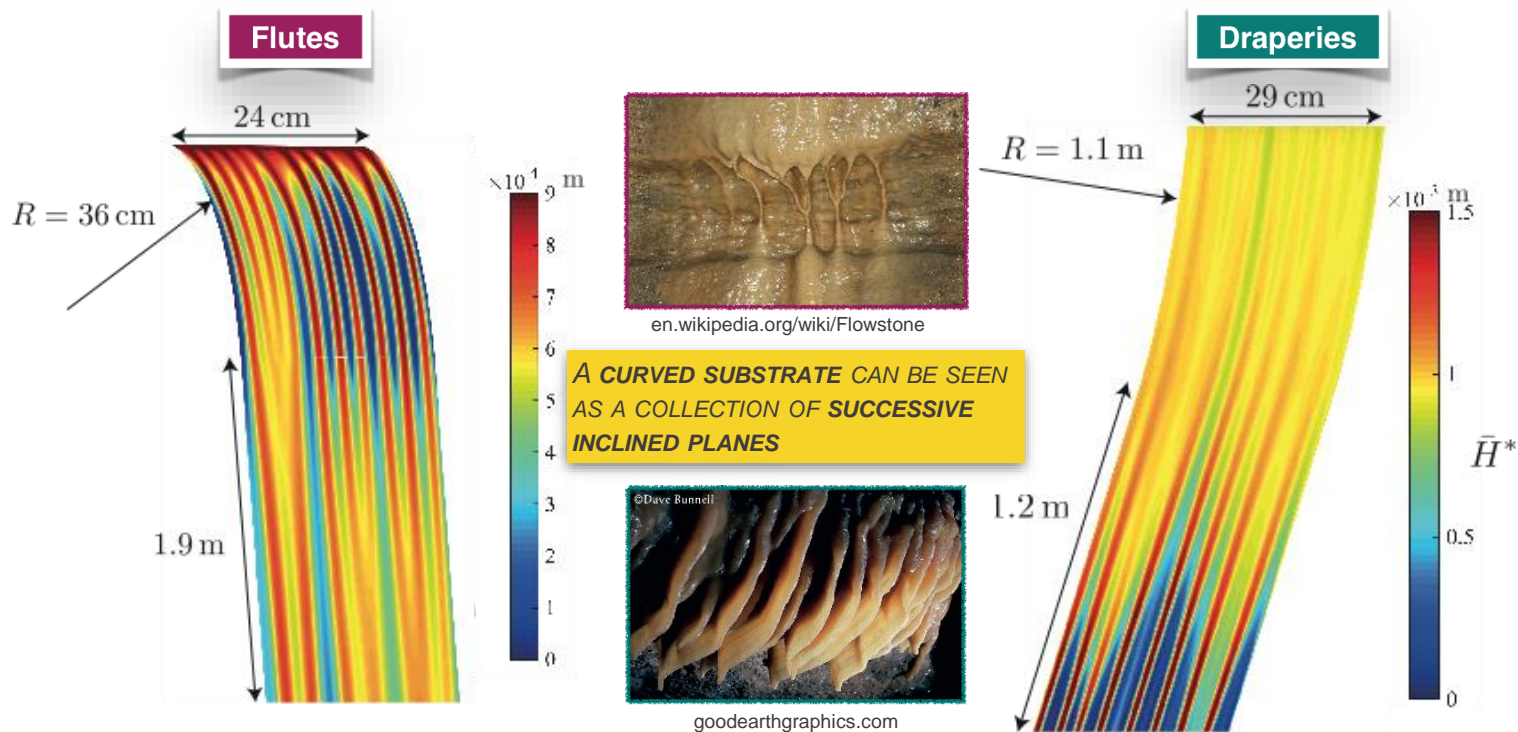 Flutes
24 cm
R = 36 cm
1.9 m
×10⁻⁴ m
9
8
7
6
5
4
3
2
1
0
en.wikipedia.org/wiki/Flowstone
A CURVED SUBSTRATE CAN BE SEEN
AS A COLLECTION OF SUCCESSIVE
INCLINED PLANES
©Dave Bunnell
goodearthgraphics.com
Draperies
29 cm
R = 1.1 m
1.2 m
×10⁻³ m
1.5
1
0.5
0
H̄*